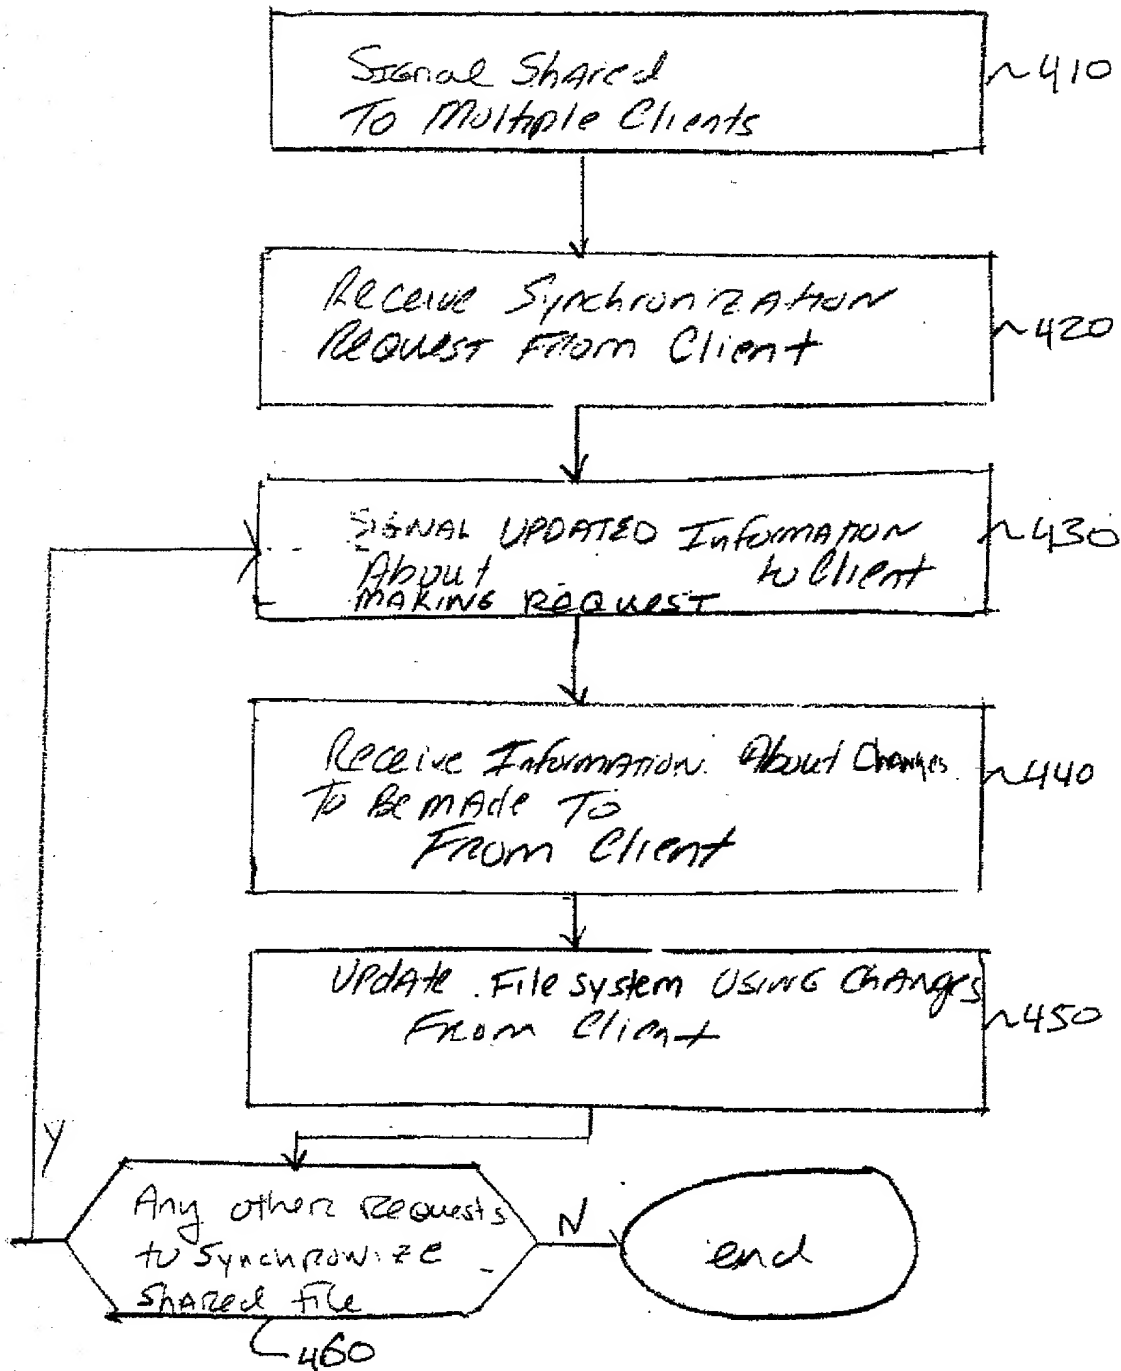 Signal Shared
To Multiple Clients
410
Receive Synchronization
Request From Client
420
SIGNAL UPDATED Information
About to Client
MAKING REQUEST
430
Receive Information About Changes
To Be Made To
From Client
440
Update File system USING Changes
From Client
450
Y
Any other Requests
to Synchronize
Shared File
N
end
460